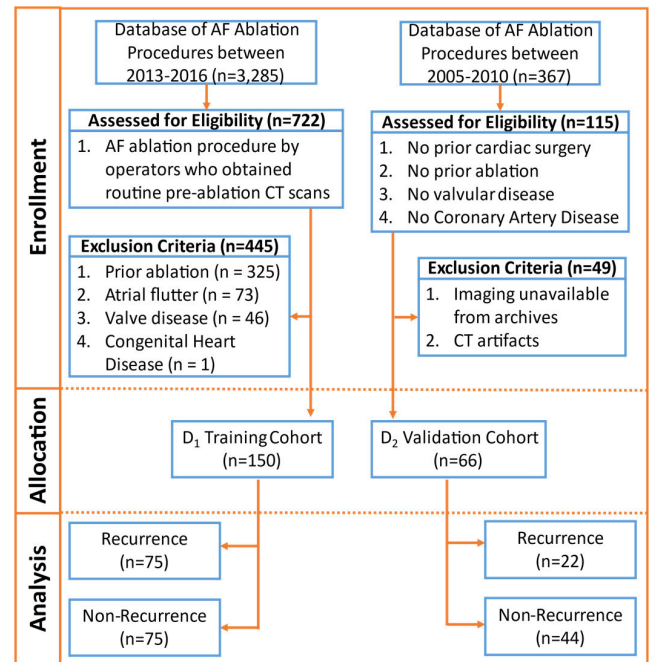 Enrollment
Database of AF Ablation
Procedures between
2013-2016 (n=3,285)
Assessed for Eligibility (n=722)
1. AF ablation procedure by
operators who obtained
routine pre-ablation CT scans
Exclusion Criteria (n=445)
1. Prior ablation (n = 325)
2. Atrial flutter (n = 73)
3. Valve disease (n = 46)
4. Congenital Heart
Disease (n = 1)
Database of AF Ablation
Procedures between
2005-2010 (n=367)
Assessed for Eligibility (n=115)
1. No prior cardiac surgery
2. No prior ablation
3. No valvular disease
4. No Coronary Artery Disease
Exclusion Criteria (n=49)
1. Imaging unavailable
from archives
2. CT artifacts
Allocation
D₁ Training Cohort
(n=150)
D₂ Validation Cohort
(n=66)
Analysis
Recurrence
(n=75)
Non-Recurrence
(n=75)
Recurrence
(n=22)
Non-Recurrence
(n=44)